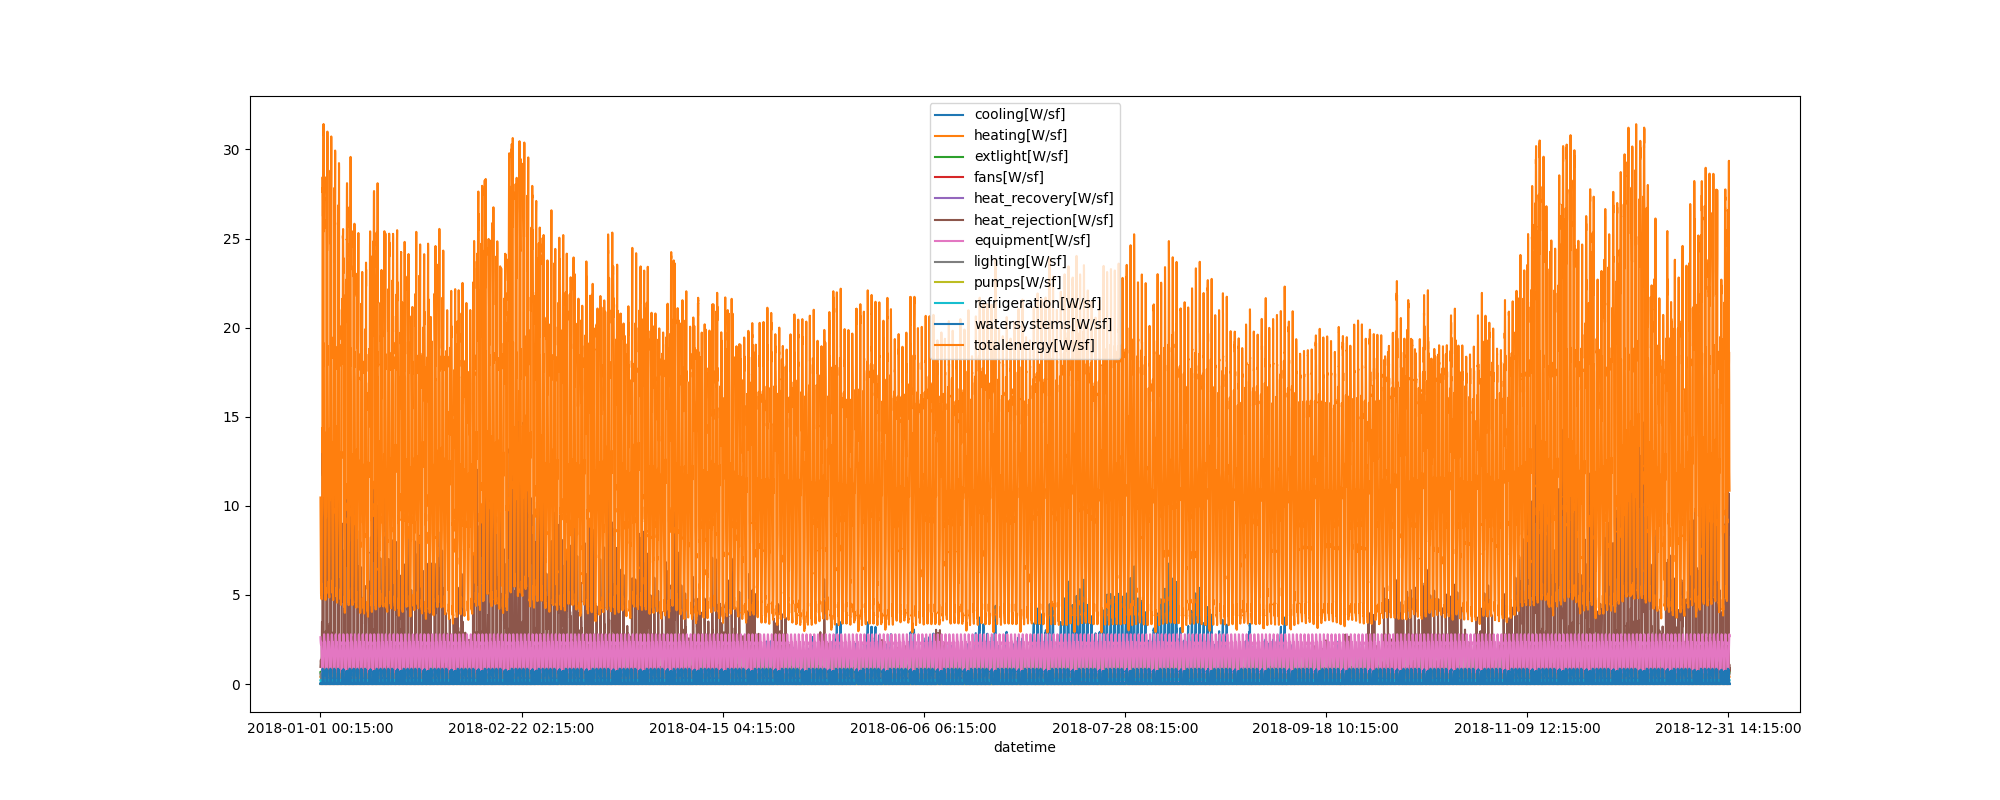 30
25
20
15
10
5
0
cooling[W/sf]
heating[W/sf]
extlight[W/sf]
fans[W/sf]
heat_recovery[W/sf]
heat_rejection[W/sf]
equipment[W/sf]
lighting[W/sf]
pumps[W/sf]
refrigeration[W/sf]
watersystems[W/sf]
totalenergy[W/sf]
2018-01-01 00:15:00 2018-02-22 02:15:00 2018-04-15 04:15:00 2018-06-06 06:15:00 2018-07-28 08:15:00 2018-09-18 10:15:00 2018-11-09 12:15:00 2018-12-31 14:15:00
datetime